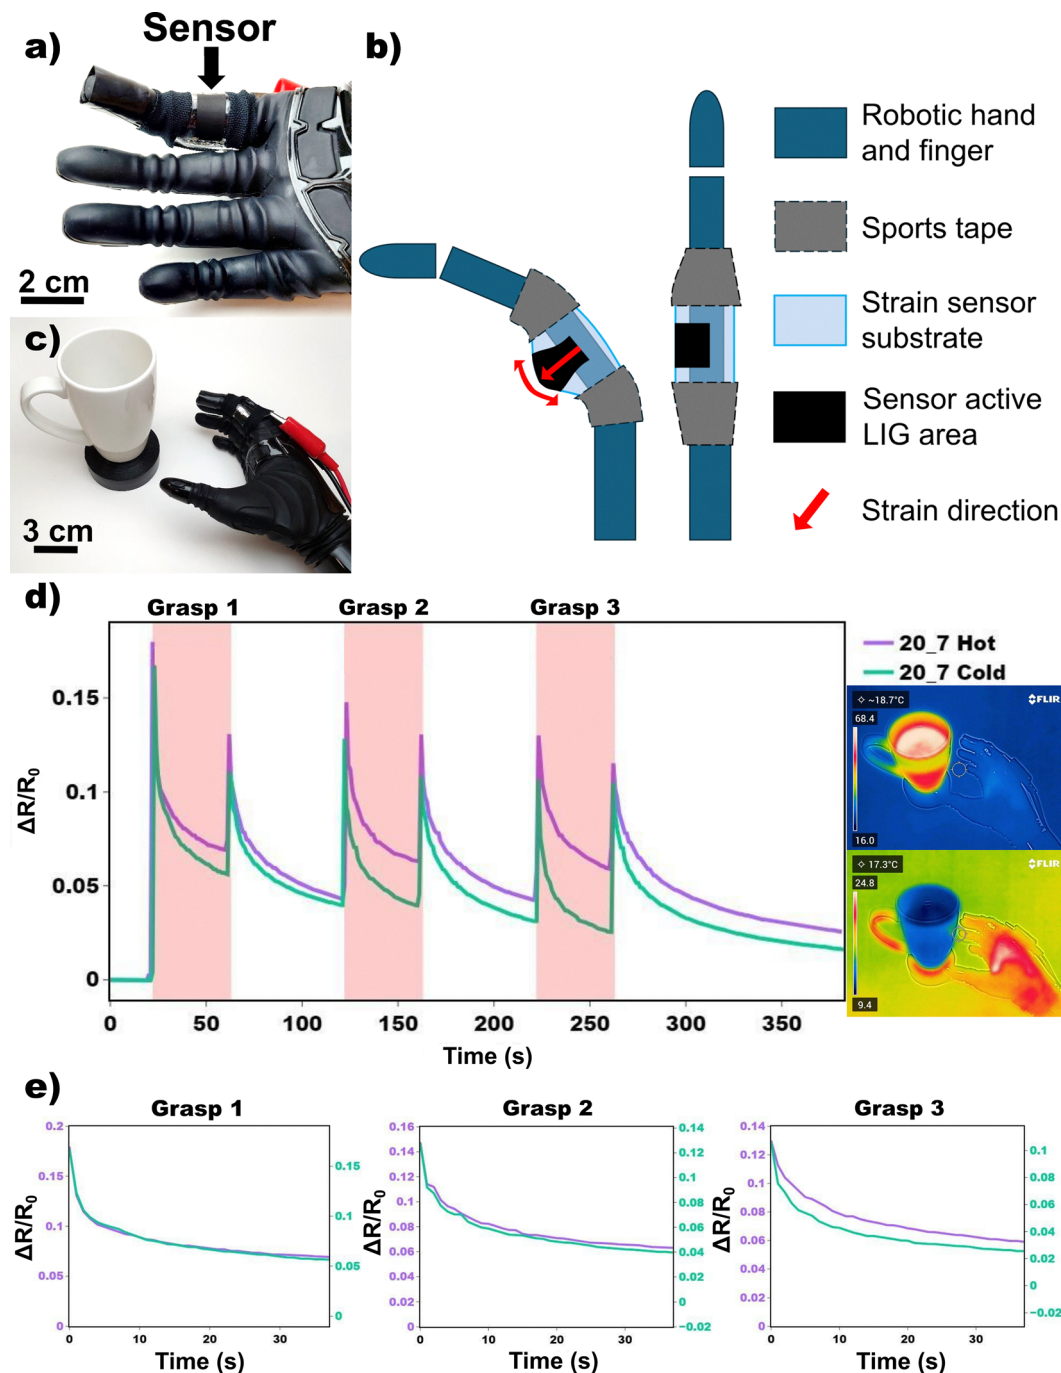 a)
Sensor
2 cm
b)
Robotic hand
and finger
Sports tape
Strain sensor
substrate
Sensor active
LIG area
Strain direction
c)
3 cm
d)
Grasp 1
Grasp 2
Grasp 3
0.15
0.1
0.05
0
ΔR/R0
0
50
100
150
200
250
300
350
Time (s)
20_7 Hot
20_7 Cold
~18.7°C
FLIR
68.4
16.0
17.3°C
FLIR
24.8
9.4
e)
Grasp 1
0.2
0.15
0.1
0.05
0
ΔR/R0
0.15
0.1
0.05
0
0
10
20
30
Time (s)
Grasp 2
0.16
0.14
0.12
0.1
0.08
0.06
0.04
0.02
0
ΔR/R0
0.14
0.12
0.1
0.08
0.06
0.04
0.02
0
−0.02
0
10
20
30
Time (s)
Grasp 3
0.14
0.12
0.1
0.08
0.06
0.04
0.02
0
ΔR/R0
0.1
0.08
0.06
0.04
0.02
0
−0.02
0
10
20
30
Time (s)